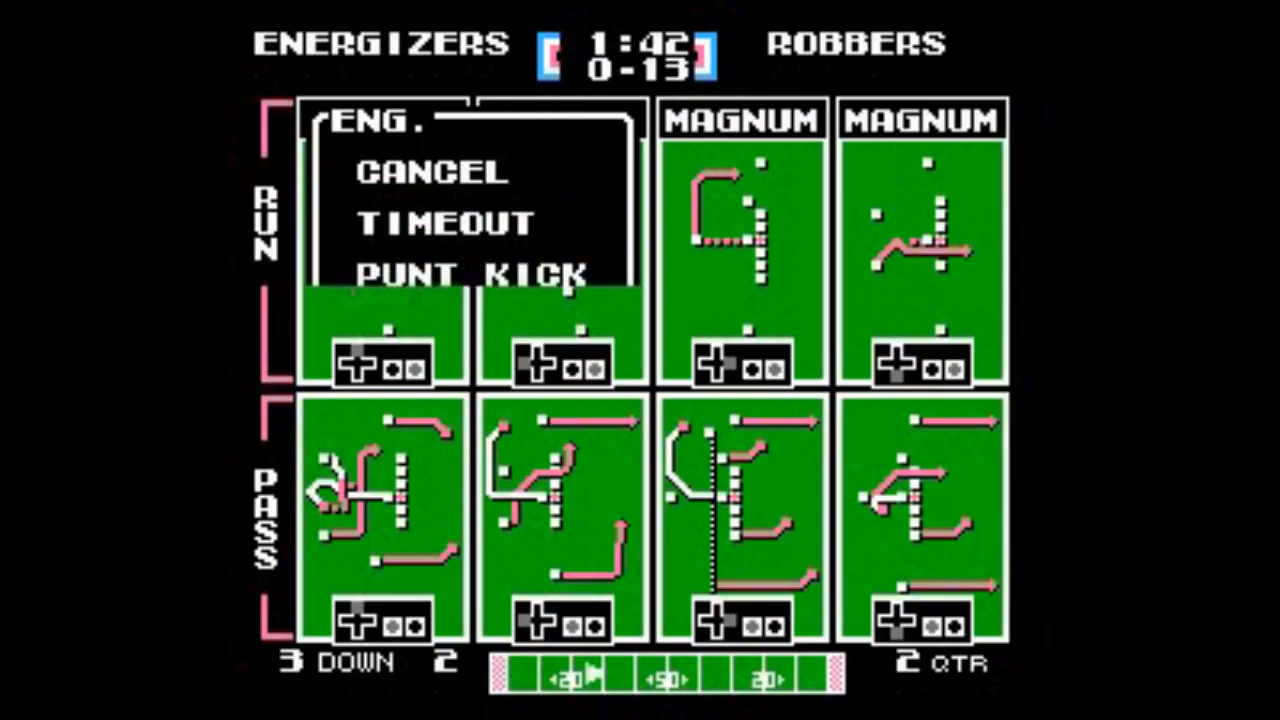 ENERGIZERS 1:42 ROBBERS
0-13
ENG.
CANCEL
TIMEOUT
PUNT KICK
MAGNUM MAGNUM
RUN
PASS
3 DOWN 2 ◂20▸ ◂50▸ 20▸ 2 QTR